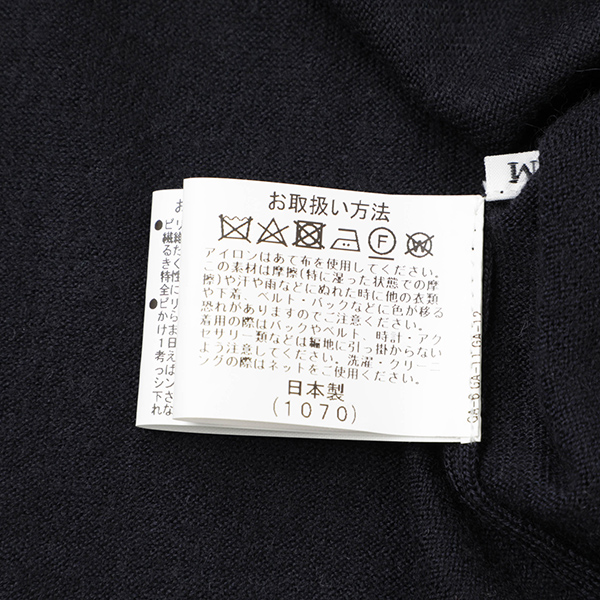 お取扱い方法
F W
アイロンはあて布を使用してください。
この素材は摩擦(特に湿った状態での摩
擦)や汗や雨などにぬれた時に他の衣類
や下着、ベルト・バックなどに色が移る
恐れがありますのでご注意ください。
着用の際はバックやベルト、時計・アク
セサリー類などは編地に引っ掛からない
よう注意してください。洗濯・クリーニ
ングの際はネットをご使用ください。
日本製
(1070)
GA-6 GA-11 GA-12
M